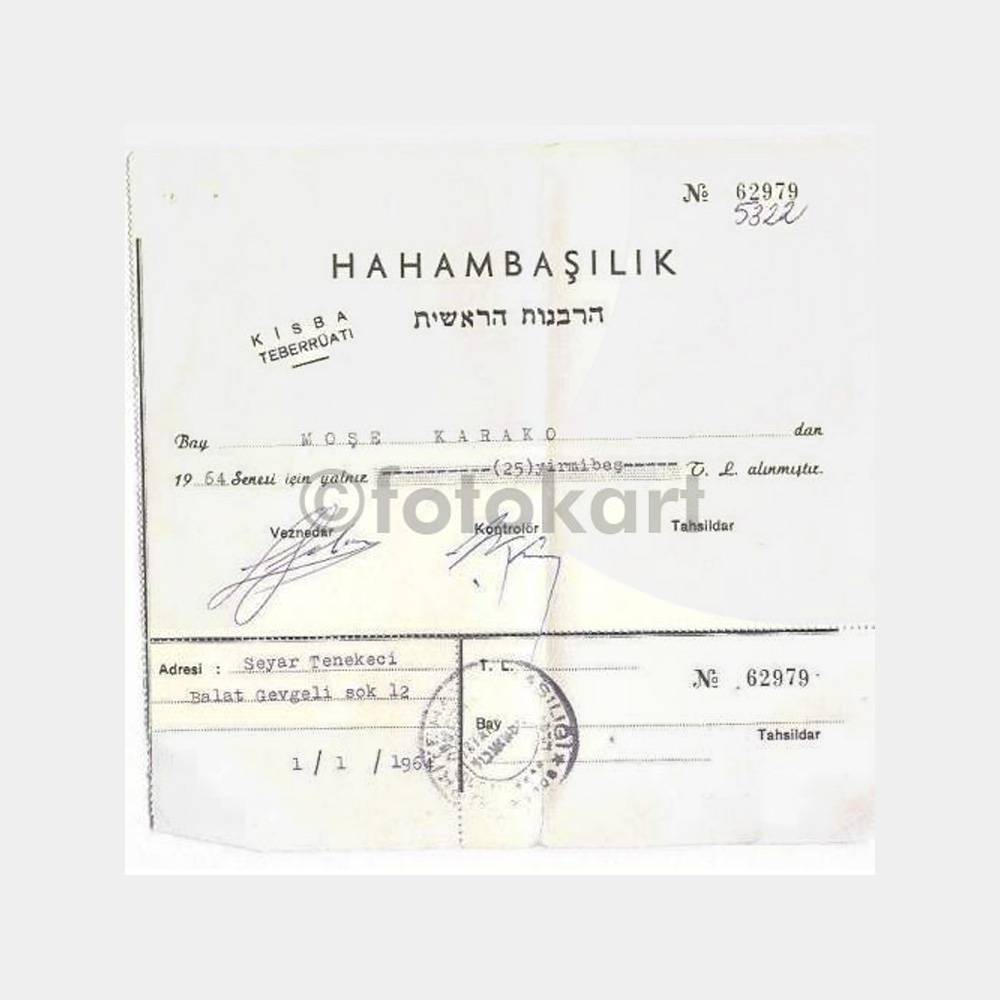 № 62979
5322
HAHAMBAŞILIK
הרבנות הראשית
KISBA
TEBERRÜATI
Bay MOŞE KARAKO dan
19 64 Senesi için yalnız (25)yirmibeş T. L. alınmıştır.
©fotokart
Veznedar Kontrolör Tahsildar
Adresi : Seyar Tenekeci
Balat Gevgeli sok 12
1 / 1 / 1964
T. L.
№ 62979
Bay
Tahsildar